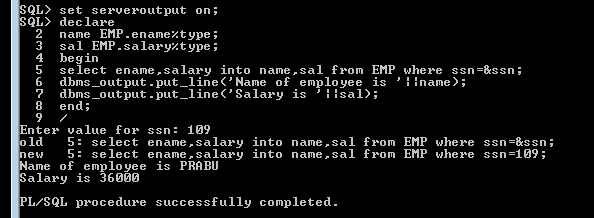 SQL> set serveroutput on;
SQL> declare
  2  name EMP.ename%type;
  3  sal EMP.salary%type;
  4  begin
  5  select ename,salary into name,sal from EMP where ssn=&ssn;
  6  dbms_output.put_line('Name of employee is '||name);
  7  dbms_output.put_line('Salary is '||sal);
  8  end;
  9  /
Enter value for ssn: 109
old   5: select ename,salary into name,sal from EMP where ssn=&ssn;
new   5: select ename,salary into name,sal from EMP where ssn=109;
Name of employee is PRABU
Salary is 36000
PL/SQL procedure successfully completed.